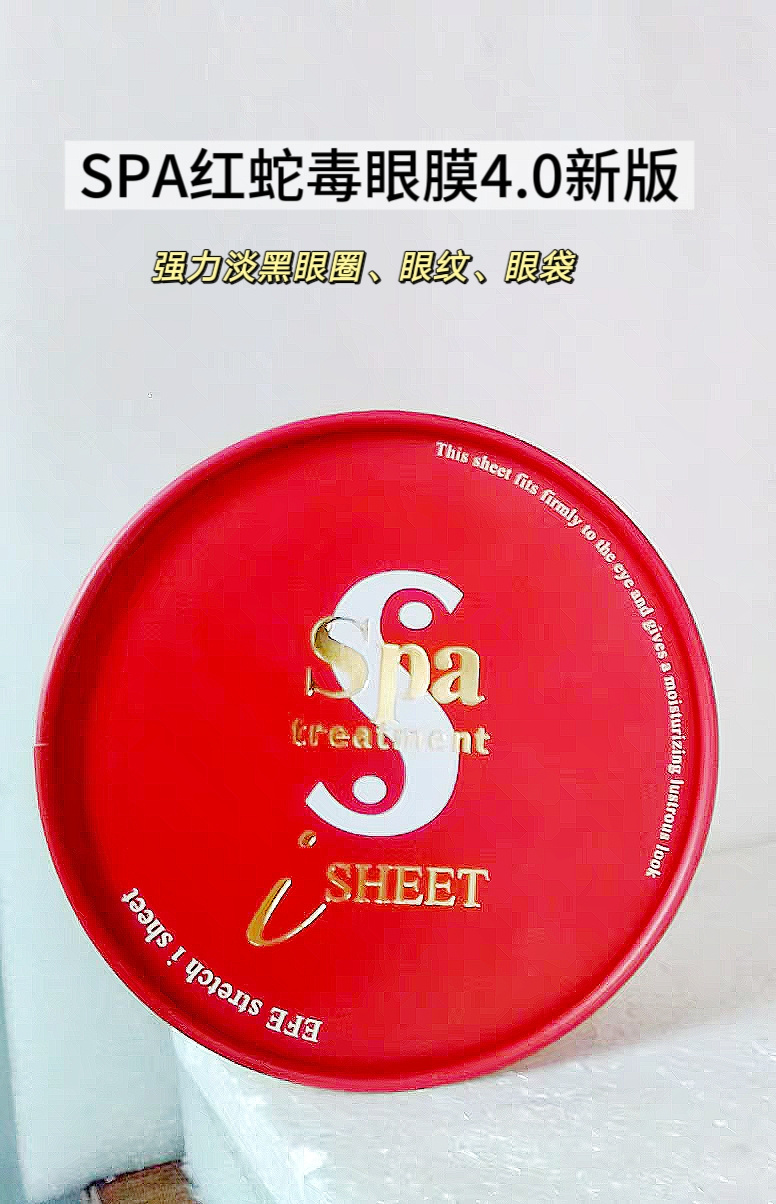 SPA红蛇毒眼膜4.0新版
强力淡黑眼圈、眼纹、眼袋
This sheet fits firmly to the eye and gives a moisturizing lustrous look
S
Spa
treatment
i SHEET
EFE stretch i sheet